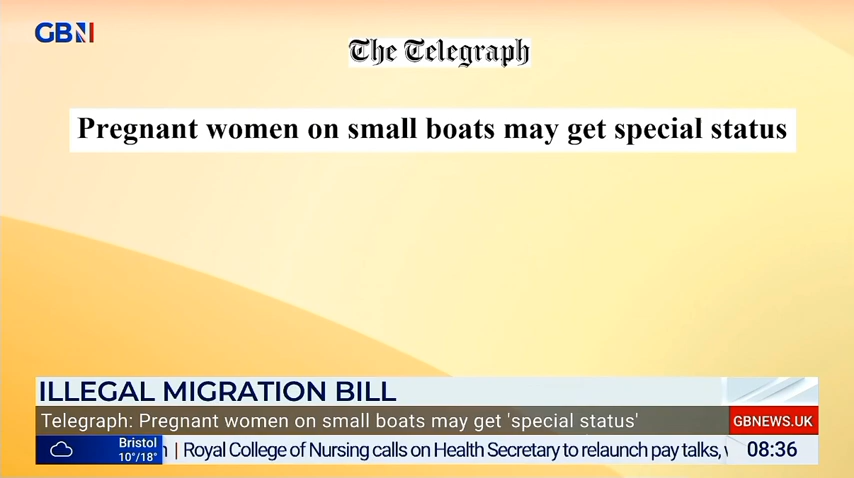 GBN
The Telegraph
Pregnant women on small boats may get special status
ILLEGAL MIGRATION BILL
Telegraph: Pregnant women on small boats may get 'special status'
GBNEWS.UK
Bristol
10°/18°
| Royal College of Nursing calls on Health Secretary to relaunch pay talks,
08:36